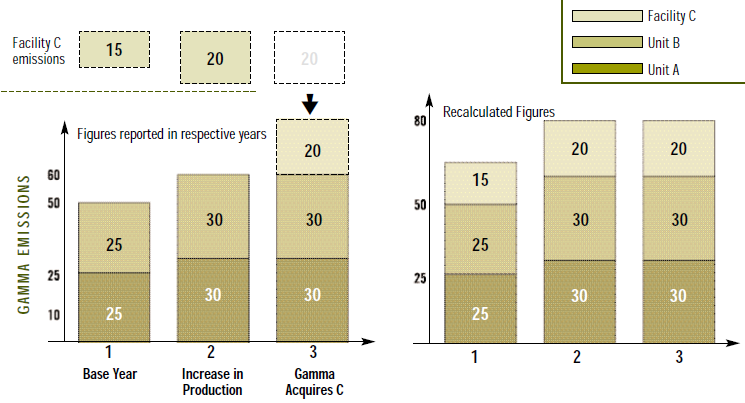 Facility C
emissions
15
20
20
Facility C
Unit B
Unit A
Figures reported in respective years
GAMMA EMISSIONS
60
50
25
10
25
25
30
30
20
30
30
1
2
3
Base Year
Increase in
Production
Gamma
Acquires C
Recalculated Figures
80
50
25
15
25
25
20
30
30
20
30
30
1
2
3